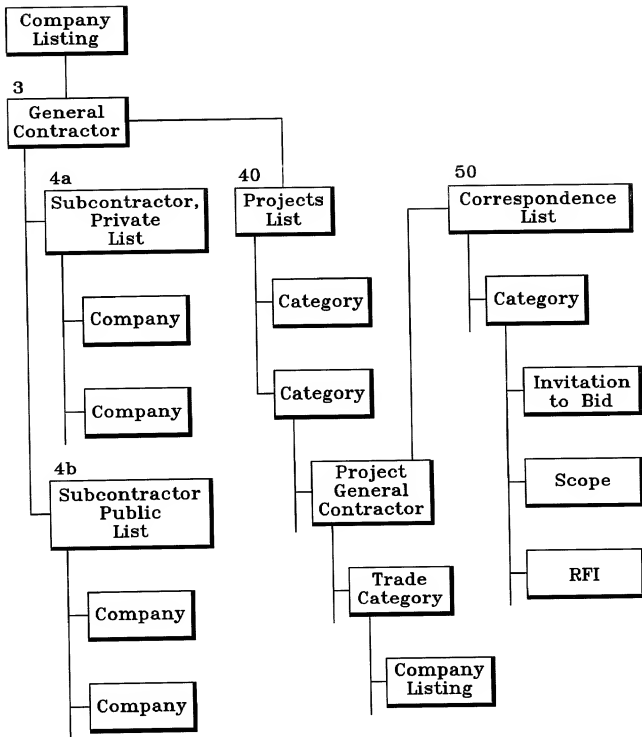 Company
Listing
3
General
Contractor
4a
Subcontractor,
Private
List
Company
Company
4b
Subcontractor
Public
List
Company
Company
40
Projects
List
Category
Category
Project
General
Contractor
Trade
Category
Company
Listing
50
Correspondence
List
Category
Invitation
to Bid
Scope
RFI